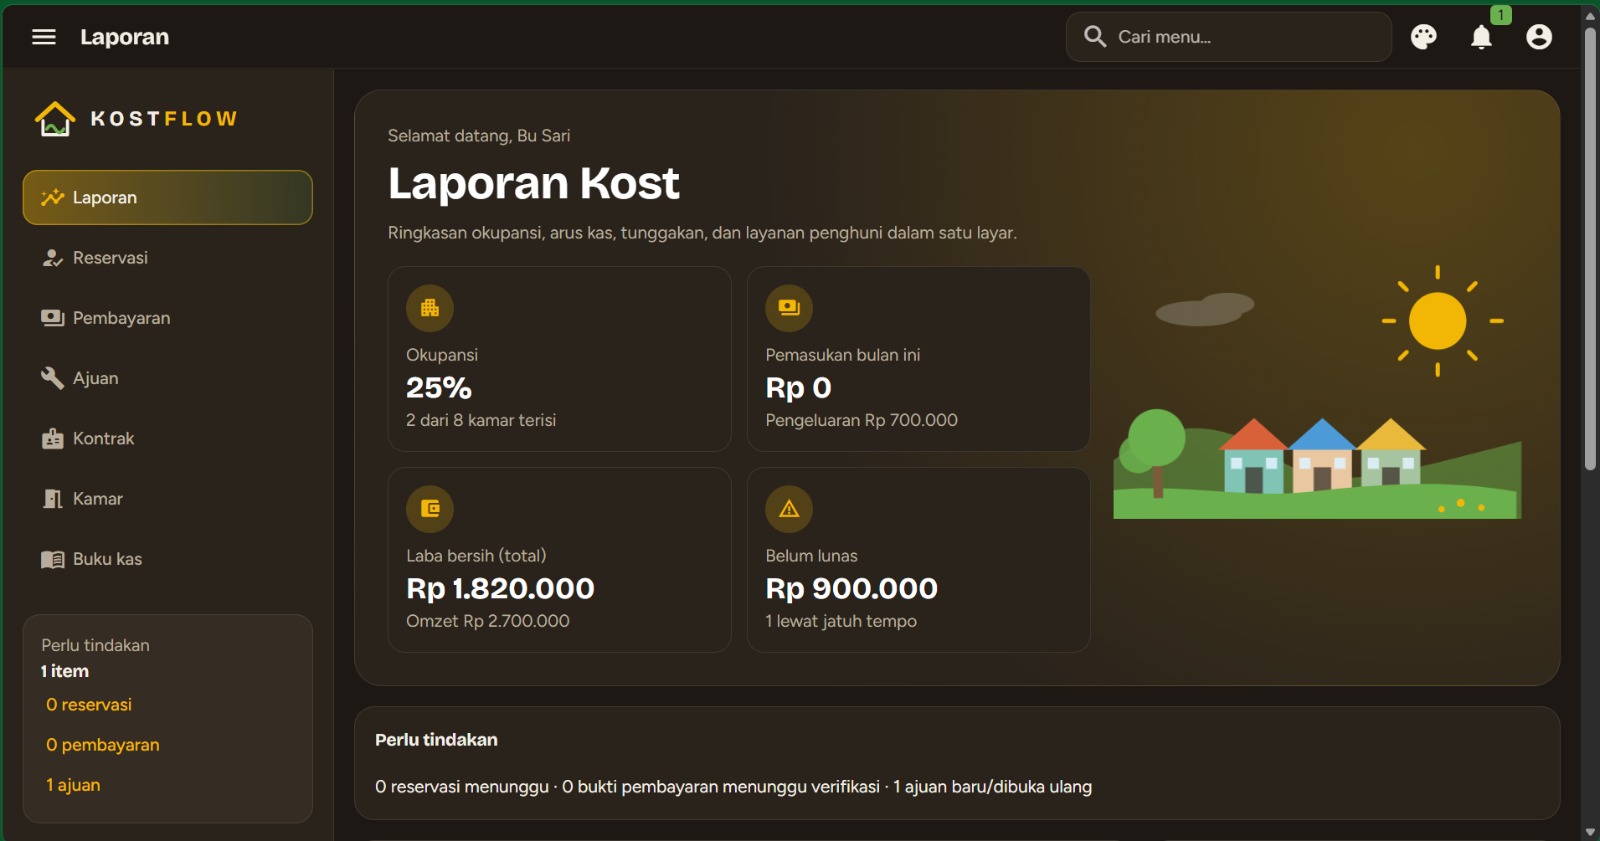 Laporan
Cari menu...
1
KOSTFLOW
Laporan
Reservasi
Pembayaran
Ajuan
Kontrak
Kamar
Buku kas
Perlu tindakan
1 item
0 reservasi
0 pembayaran
1 ajuan
Selamat datang, Bu Sari
Laporan Kost
Ringkasan okupansi, arus kas, tunggakan, dan layanan penghuni dalam satu layar.
Okupansi
25%
2 dari 8 kamar terisi
Pemasukan bulan ini
Rp 0
Pengeluaran Rp 700.000
Laba bersih (total)
Rp 1.820.000
Omzet Rp 2.700.000
Belum lunas
Rp 900.000
1 lewat jatuh tempo
Perlu tindakan
0 reservasi menunggu · 0 bukti pembayaran menunggu verifikasi · 1 ajuan baru/dibuka ulang